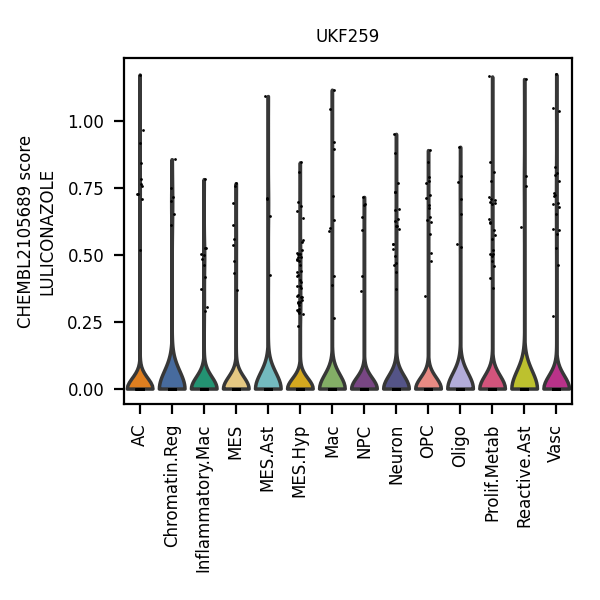 UKF259
CHEMBL2105689 score
LULICONAZOLE
1.00
0.75
0.50
0.25
0.00
AC
Chromatin.Reg
Inflammatory.Mac
MES
MES.Ast
MES.Hyp
Mac
NPC
Neuron
OPC
Oligo
Prolif.Metab
Reactive.Ast
Vasc